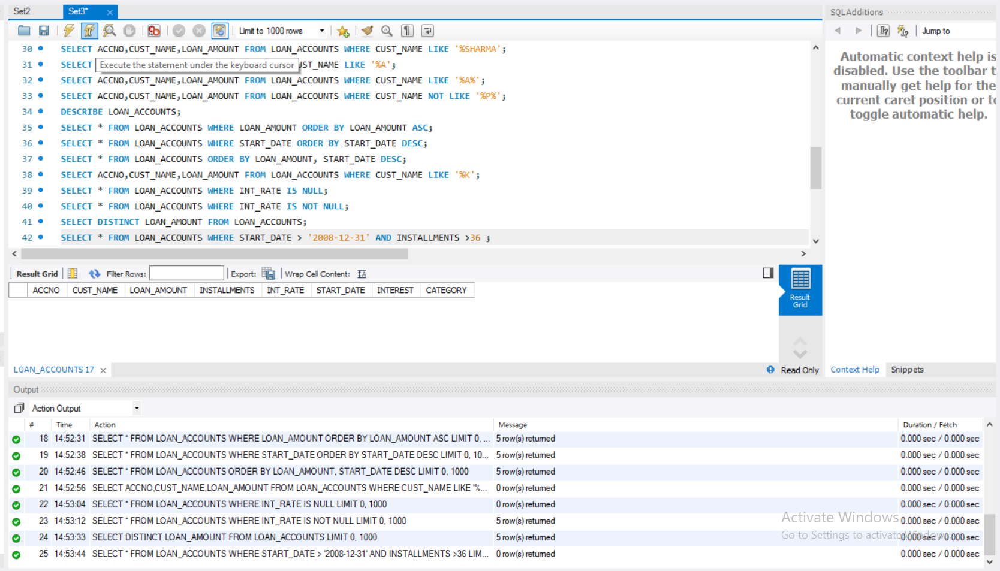 Set2
Set3*
SQLAdditions
Limit to 1000 rows
Jump to
30 SELECT ACCNO,CUST_NAME,LOAN_AMOUNT FROM LOAN_ACCOUNTS WHERE CUST_NAME LIKE '%SHARMA';
31 SELECT
Execute the statement under the keyboard cursor
ST_NAME LIKE '%A';
32 SELECT ACCNO,CUST_NAME,LOAN_AMOUNT FROM LOAN_ACCOUNTS WHERE CUST_NAME LIKE '%A%';
33 SELECT ACCNO,CUST_NAME,LOAN_AMOUNT FROM LOAN_ACCOUNTS WHERE CUST_NAME NOT LIKE '%P%';
34 DESCRIBE LOAN_ACCOUNTS;
35 SELECT * FROM LOAN_ACCOUNTS WHERE LOAN_AMOUNT ORDER BY LOAN_AMOUNT ASC;
36 SELECT * FROM LOAN_ACCOUNTS WHERE START_DATE ORDER BY START_DATE DESC;
37 SELECT * FROM LOAN_ACCOUNTS ORDER BY LOAN_AMOUNT, START_DATE DESC;
38 SELECT ACCNO,CUST_NAME,LOAN_AMOUNT FROM LOAN_ACCOUNTS WHERE CUST_NAME LIKE '%K';
39 SELECT * FROM LOAN_ACCOUNTS WHERE INT_RATE IS NULL;
40 SELECT * FROM LOAN_ACCOUNTS WHERE INT_RATE IS NOT NULL;
41 SELECT DISTINCT LOAN_AMOUNT FROM LOAN_ACCOUNTS;
42 SELECT * FROM LOAN_ACCOUNTS WHERE START_DATE > '2008-12-31' AND INSTALLMENTS >36 ;
Automatic context help is
disabled. Use the toolbar t
manually get help for the
current caret position or to
toggle automatic help.
Result Grid Filter Rows: Export: Wrap Cell Content:
ACCNO CUST_NAME LOAN_AMOUNT INSTALLMENTS INT_RATE START_DATE INTEREST CATEGORY
Result
Grid
LOAN_ACCOUNTS 17
Read Only
Context Help Snippets
Output
Action Output
# Time Action Message Duration / Fetch
18 14:52:31 SELECT * FROM LOAN_ACCOUNTS WHERE LOAN_AMOUNT ORDER BY LOAN_AMOUNT ASC LIMIT 0, ... 5 row(s) returned 0.000 sec / 0.000 sec
19 14:52:38 SELECT * FROM LOAN_ACCOUNTS WHERE START_DATE ORDER BY START_DATE DESC LIMIT 0, 10... 5 row(s) returned 0.000 sec / 0.000 sec
20 14:52:46 SELECT * FROM LOAN_ACCOUNTS ORDER BY LOAN_AMOUNT, START_DATE DESC LIMIT 0, 1000 5 row(s) returned 0.000 sec / 0.000 sec
21 14:52:56 SELECT ACCNO,CUST_NAME,LOAN_AMOUNT FROM LOAN_ACCOUNTS WHERE CUST_NAME LIKE '%... 0 row(s) returned 0.000 sec / 0.000 sec
22 14:53:04 SELECT * FROM LOAN_ACCOUNTS WHERE INT_RATE IS NULL LIMIT 0, 1000 0 row(s) returned 0.000 sec / 0.000 sec
23 14:53:12 SELECT * FROM LOAN_ACCOUNTS WHERE INT_RATE IS NOT NULL LIMIT 0, 1000 5 row(s) returned 0.000 sec / 0.000 sec
24 14:53:33 SELECT DISTINCT LOAN_AMOUNT FROM LOAN_ACCOUNTS LIMIT 0, 1000 5 row(s) returned 0.000 sec / 0.000 sec
25 14:53:44 SELECT * FROM LOAN_ACCOUNTS WHERE START_DATE > '2008-12-31' AND INSTALLMENTS >36 LIM... 0 row(s) returned 0.000 sec / 0.000 sec
Activate Windows
Go to Settings to activate Windows.